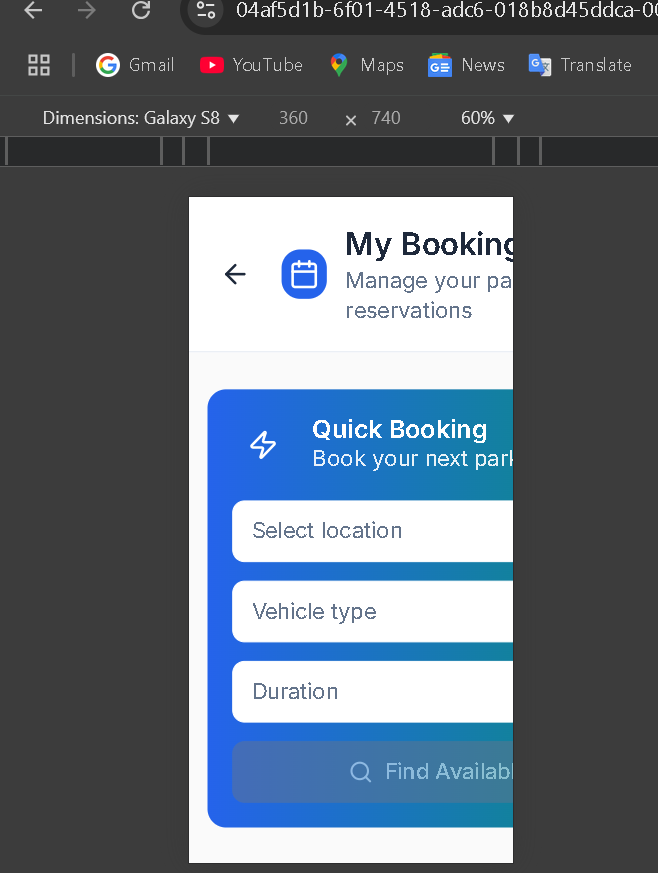 04af5d1b-6f01-4518-adc6-018b8d45ddca-00
Gmail YouTube Maps News Translate
Dimensions: Galaxy S8 ▼ 360 × 740 60% ▼
My Booking
Manage your pa
reservations
Quick Booking
Book your next park
Select location
Vehicle type
Duration
Find Availabl